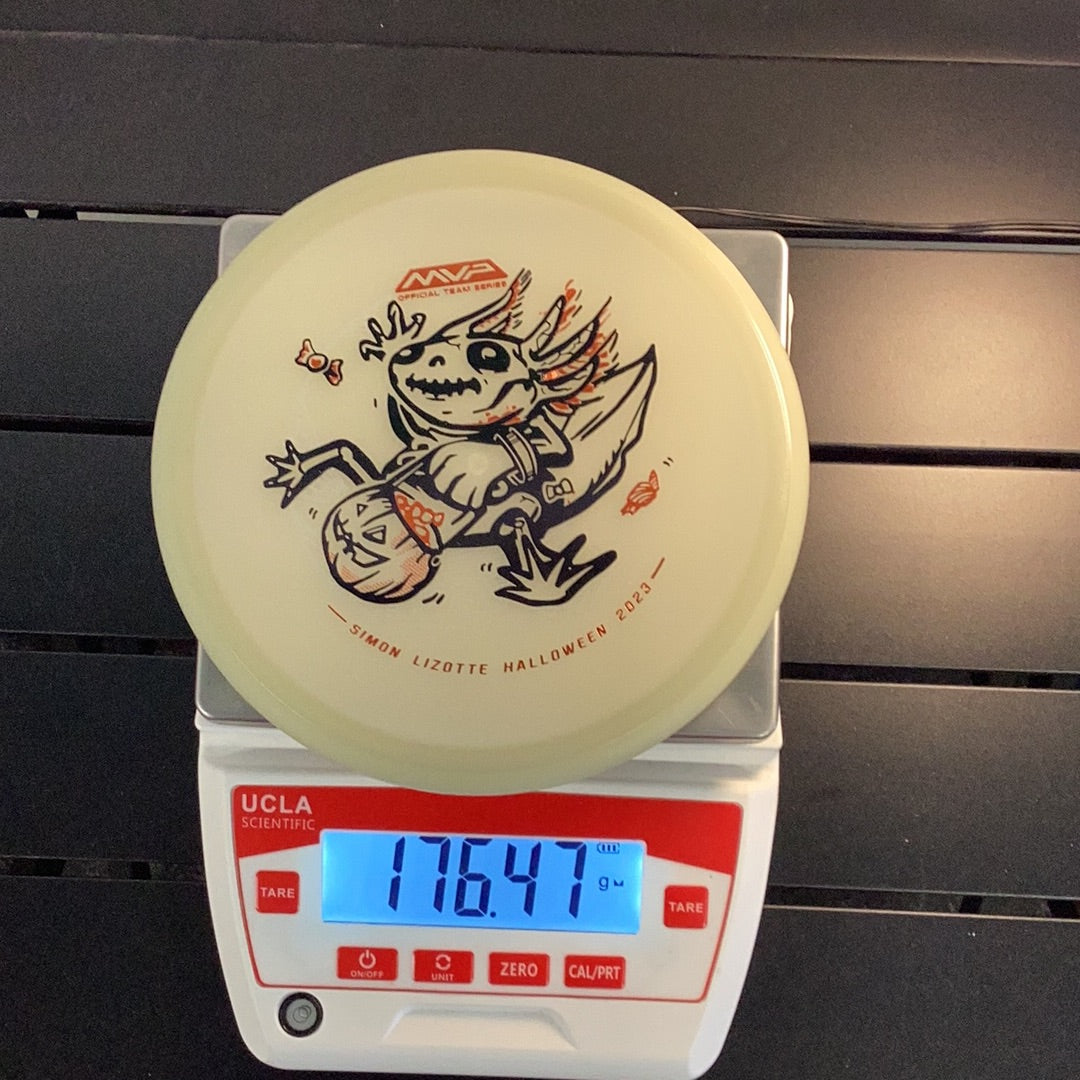 MVP
OFFICIAL TEAM SERIES
SIMON LIZOTTE HALLOWEEN 2023
UCLA
SCIENTIFIC
176.47 g
TARE
TARE
ON/OFF
UNIT
ZERO
CAL/PRT